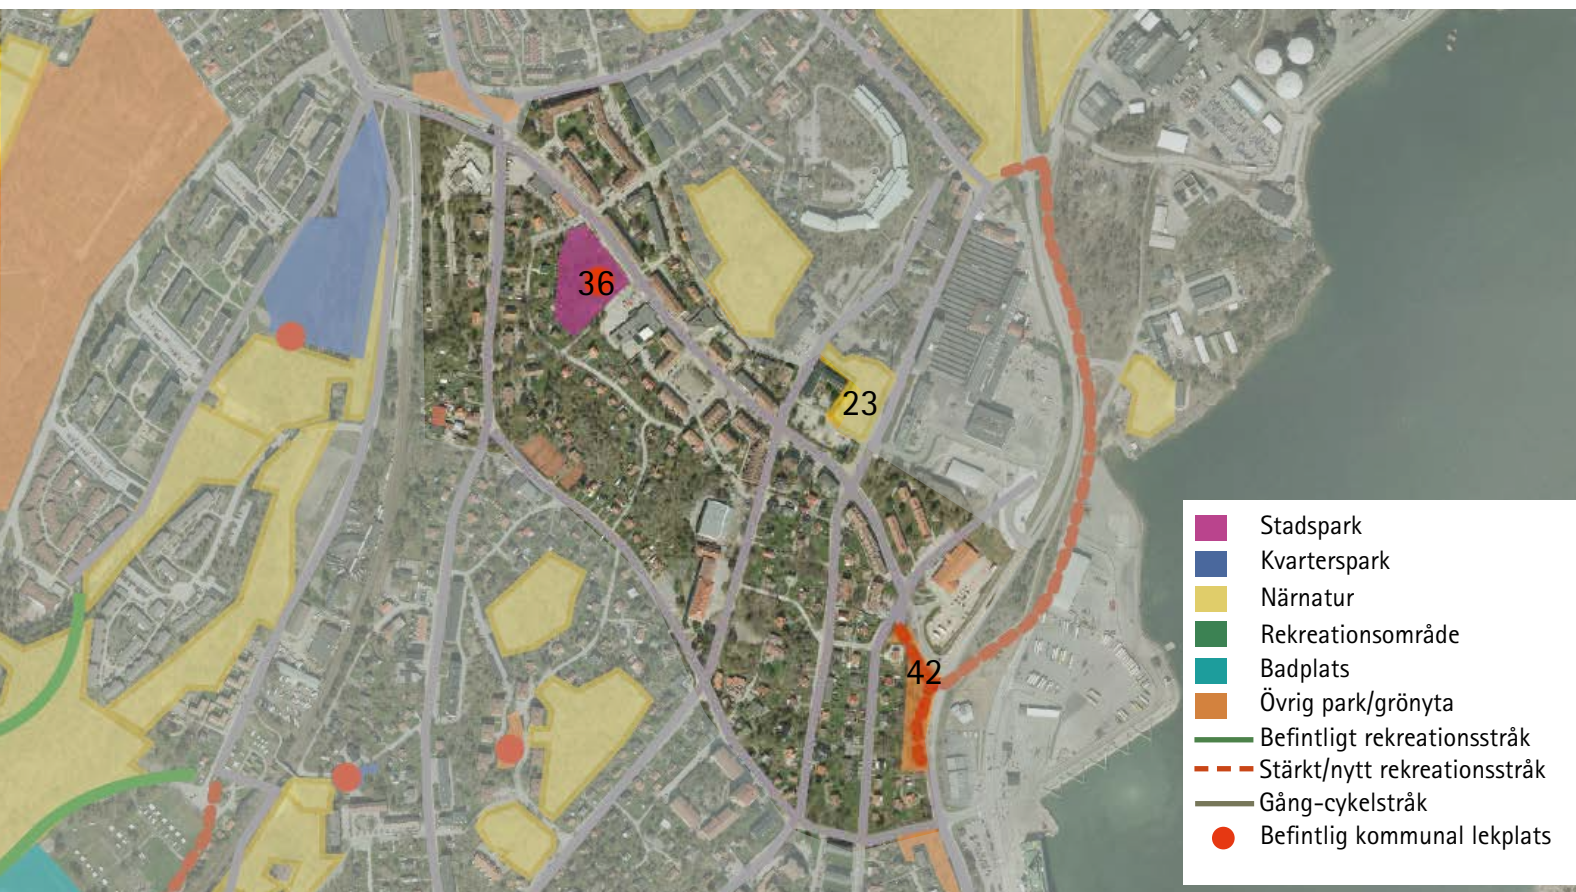 36
23
42
Stadspark
Kvarterspark
Närnatur
Rekreationsområde
Badplats
Övrig park/grönyta
Befintligt rekreationsstråk
Stärkt/nytt rekreationsstråk
Gång-cykelstråk
Befintlig kommunal lekplats